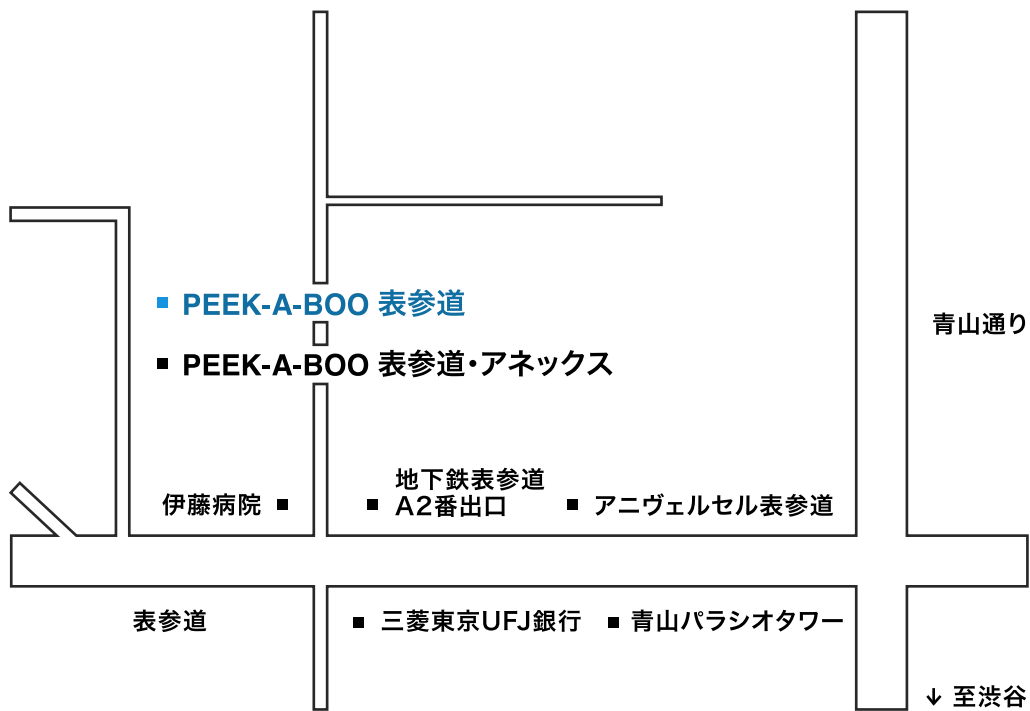 PEEK-A-BOO 表参道
青山通り
PEEK-A-BOO 表参道・アネックス
地下鉄表参道
A2番出口
伊藤病院
アニヴェルセル表参道
表参道
三菱東京UFJ銀行
青山パラシオタワー
↓ 至渋谷